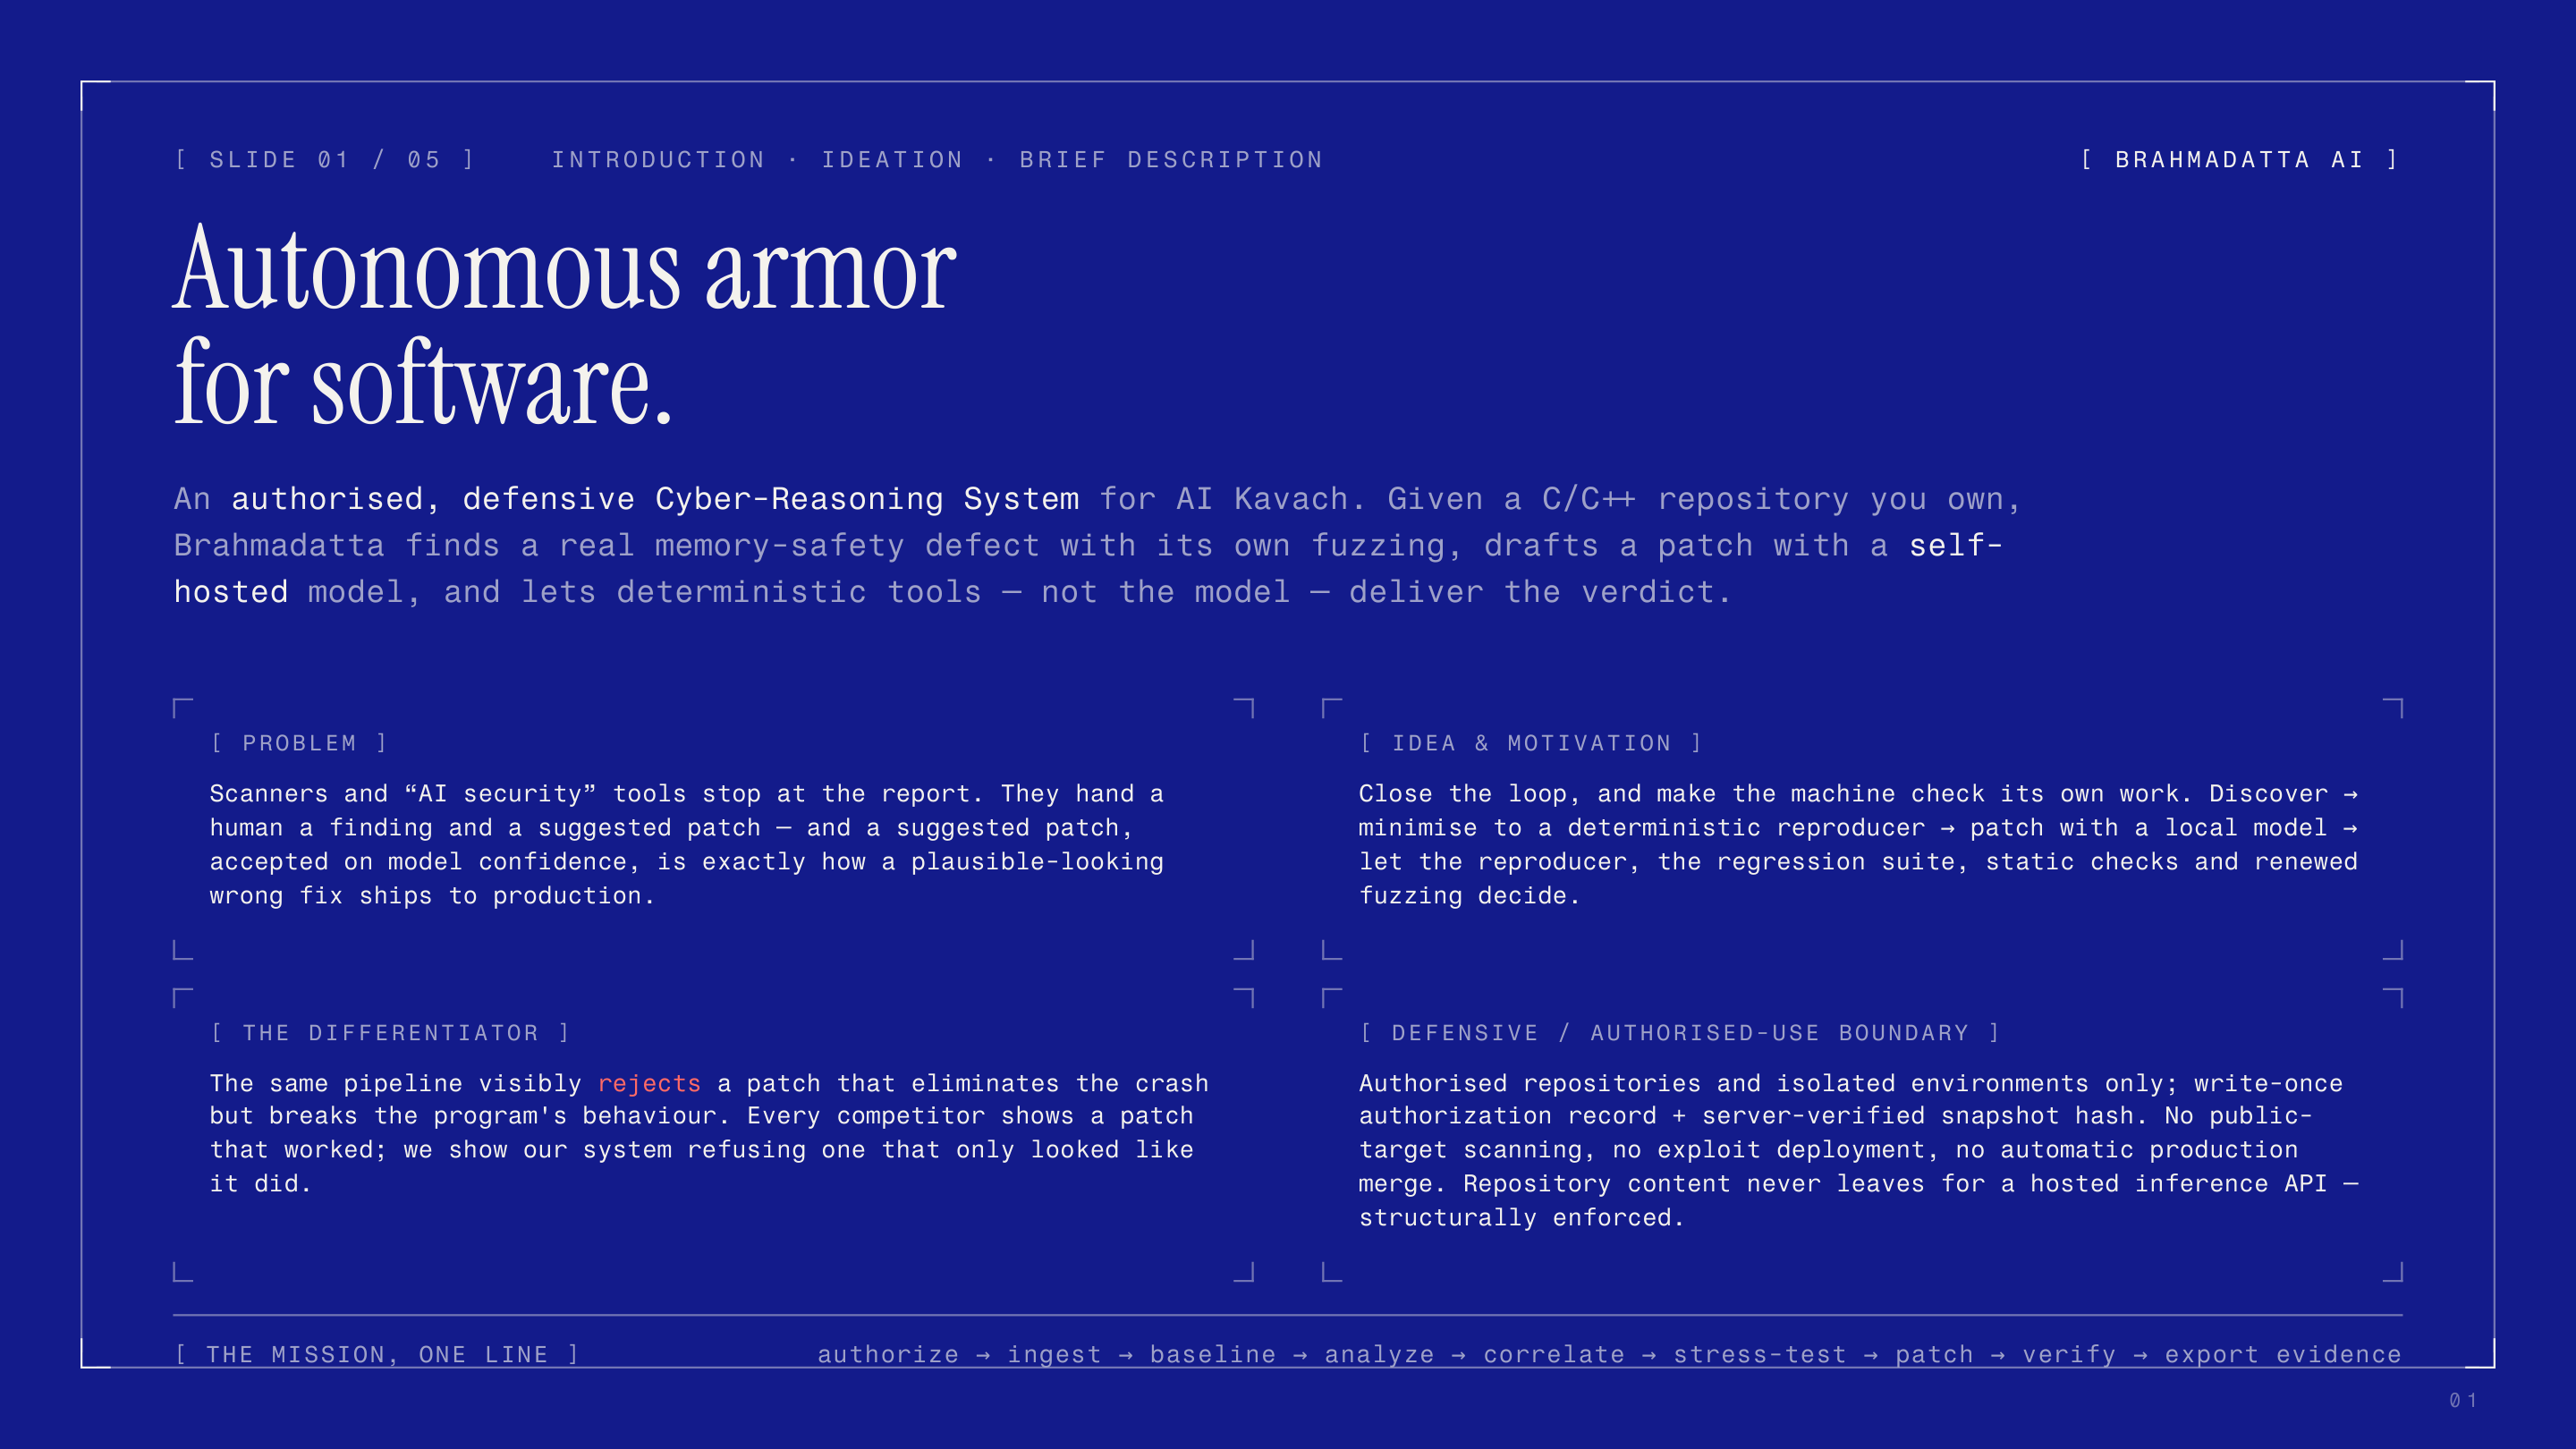 [ SLIDE 01 / 05 ] INTRODUCTION · IDEATION · BRIEF DESCRIPTION [ BRAHMADATTA AI ]
Autonomous armor
for software.
An authorised, defensive Cyber-Reasoning System for AI Kavach. Given a C/C++ repository you own,
Brahmadatta finds a real memory-safety defect with its own fuzzing, drafts a patch with a self-
hosted model, and lets deterministic tools — not the model — deliver the verdict.
[ PROBLEM ]
Scanners and “AI security” tools stop at the report. They hand a
human a finding and a suggested patch — and a suggested patch,
accepted on model confidence, is exactly how a plausible-looking
wrong fix ships to production.
[ IDEA & MOTIVATION ]
Close the loop, and make the machine check its own work. Discover →
minimise to a deterministic reproducer → patch with a local model →
let the reproducer, the regression suite, static checks and renewed
fuzzing decide.
[ THE DIFFERENTIATOR ]
The same pipeline visibly rejects a patch that eliminates the crash
but breaks the program's behaviour. Every competitor shows a patch
that worked; we show our system refusing one that only looked like
it did.
[ DEFENSIVE / AUTHORISED-USE BOUNDARY ]
Authorised repositories and isolated environments only; write-once
authorization record + server-verified snapshot hash. No public-
target scanning, no exploit deployment, no automatic production
merge. Repository content never leaves for a hosted inference API —
structurally enforced.
[ THE MISSION, ONE LINE ] authorize → ingest → baseline → analyze → correlate → stress-test → patch → verify → export evidence
01